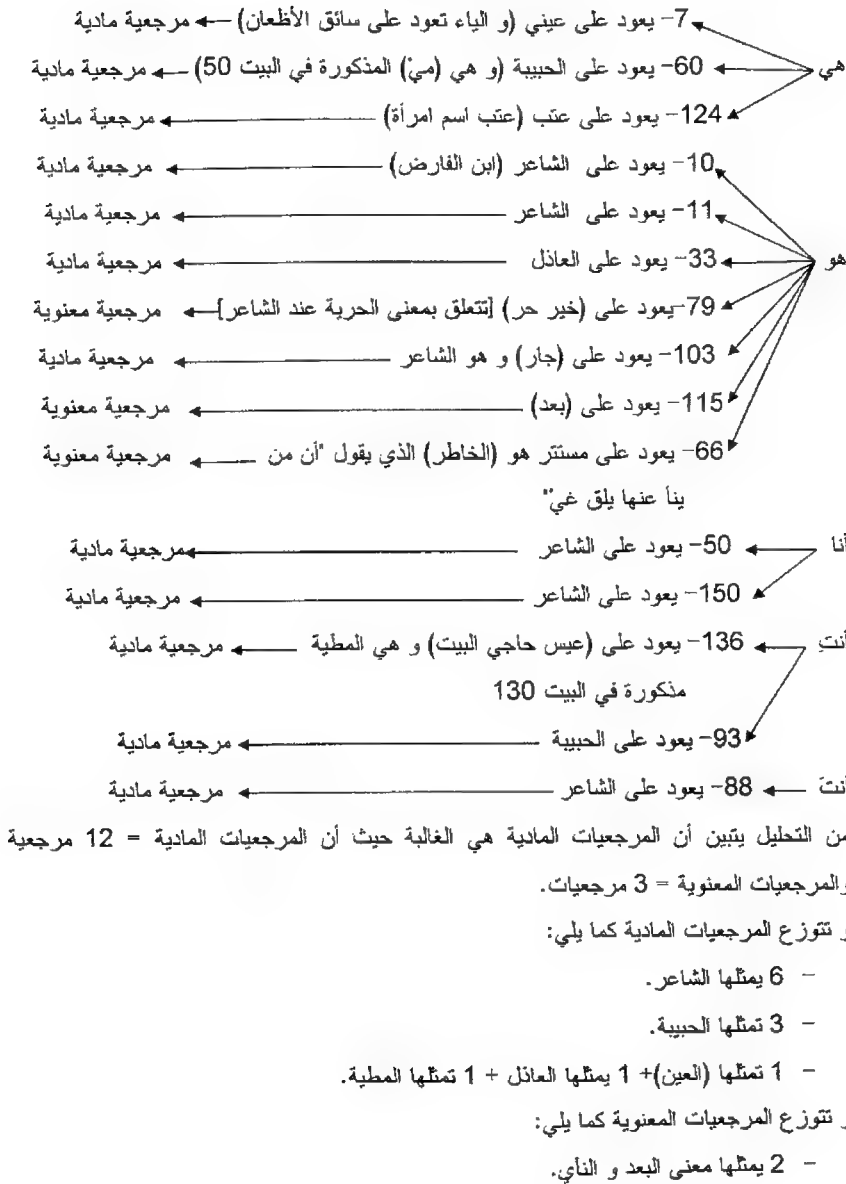 7- يعود على عيني (و الياء تعود على سائق الأظعان) مرجعية مادية
هي 60- يعود على الحبيبة (و هي (ميْ) المذكورة في البيت 50) مرجعية مادية
124- يعود على عتب (عتب اسم امرأة) مرجعية مادية
10- يعود على الشاعر (ابن الفارض) مرجعية مادية
11- يعود على الشاعر مرجعية مادية
هو 33- يعود على العاذل مرجعية مادية
79- يعود على (خير حر) [تتعلق بمعنى الحرية عند الشاعر] مرجعية معنوية
103- يعود على (جار) و هو الشاعر مرجعية مادية
115- يعود على (بعد) مرجعية معنوية
66- يعود على مستتر هو (الخاطر) الذي يقول "أن من مرجعية معنوية
ينأ عنها يلق غيْ"
أنا 50- يعود على الشاعر مرجعية مادية
150- يعود على الشاعر مرجعية مادية
أنتِ 136- يعود على (عيس حاجي البيت) و هي المطية مرجعية مادية
مذكورة في البيت 130
93- يعود على الحبيبة مرجعية مادية
أنتَ 88- يعود على الشاعر مرجعية مادية
من التحليل يتبين أن المرجعيات المادية هي الغالبة حيث أن المرجعيات المادية = 12 مرجعية
والمرجعيات المعنوية = 3 مرجعيات.
و تتوزع المرجعيات المادية كما يلي:
– 6 يمثلها الشاعر.
– 3 تمثلها الحبيبة.
– 1 تمثلها (العين)+ 1 يمثلها العاذل + 1 تمثلها المطية.
و تتوزع المرجعيات المعنوية كما يلي:
– 2 يمثلها معنى البعد و النأي.